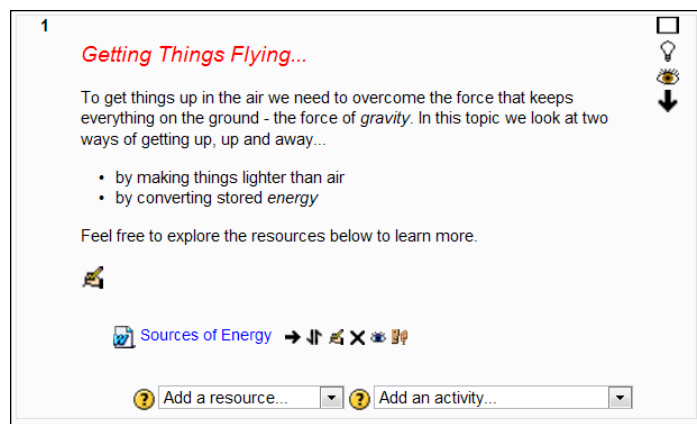 1
Getting Things Flying...
To get things up in the air we need to overcome the force that keeps
everything on the ground - the force of gravity. In this topic we look at two
ways of getting up, up and away...
• by making things lighter than air
• by converting stored energy
Feel free to explore the resources below to learn more.
Sources of Energy
Add a resource... Add an activity...